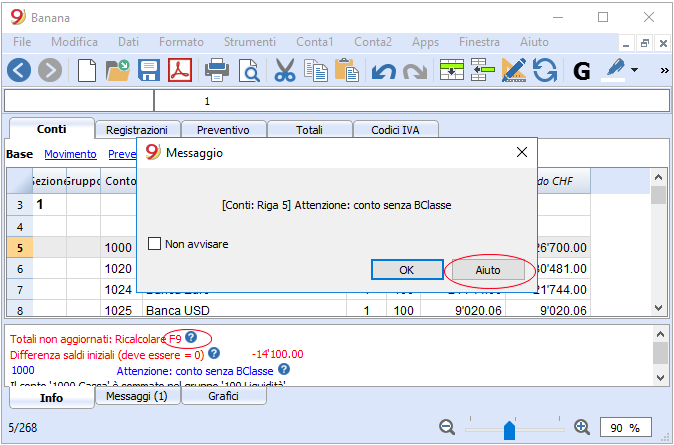 9 Banana
File Modifica Dati Formato Strumenti Conta1 Conta2 Apps Finestra Aiuto
G »
1
Conti Registrazioni Preventivo Totali Codici IVA
Base Movimento Preve
9 Messaggio
Sezione Gruppo Conto do CHF
3 1
[Conti: Riga 5] Attenzione: conto senza BClasse
4
5 1000 26'700.00
Non avvisare
6 1020 30'481.00
OK Aiuto
7 1024 21'744.00
8 1025 Banca USD 1 100 9'020.06 9'020.06
Totali non aggiornati: Ricalcolare F9 ?
Differenza saldi iniziali (deve essere = 0) ? -14'100.00
1000 Attenzione: conto senza BClasse ?
Il conto '1000 Cassa' è sommato nel gruppo '100 Liquidità'
Info Messaggi (1) Grafici
5/268 90 %